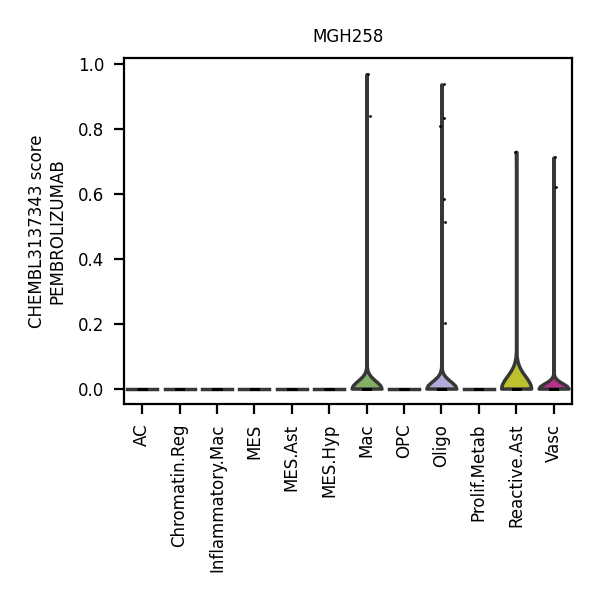 MGH258
CHEMBL3137343 score
PEMBROLIZUMAB
1.0
0.8
0.6
0.4
0.2
0.0
AC
Chromatin.Reg
Inflammatory.Mac
MES
MES.Ast
MES.Hyp
Mac
OPC
Oligo
Prolif.Metab
Reactive.Ast
Vasc